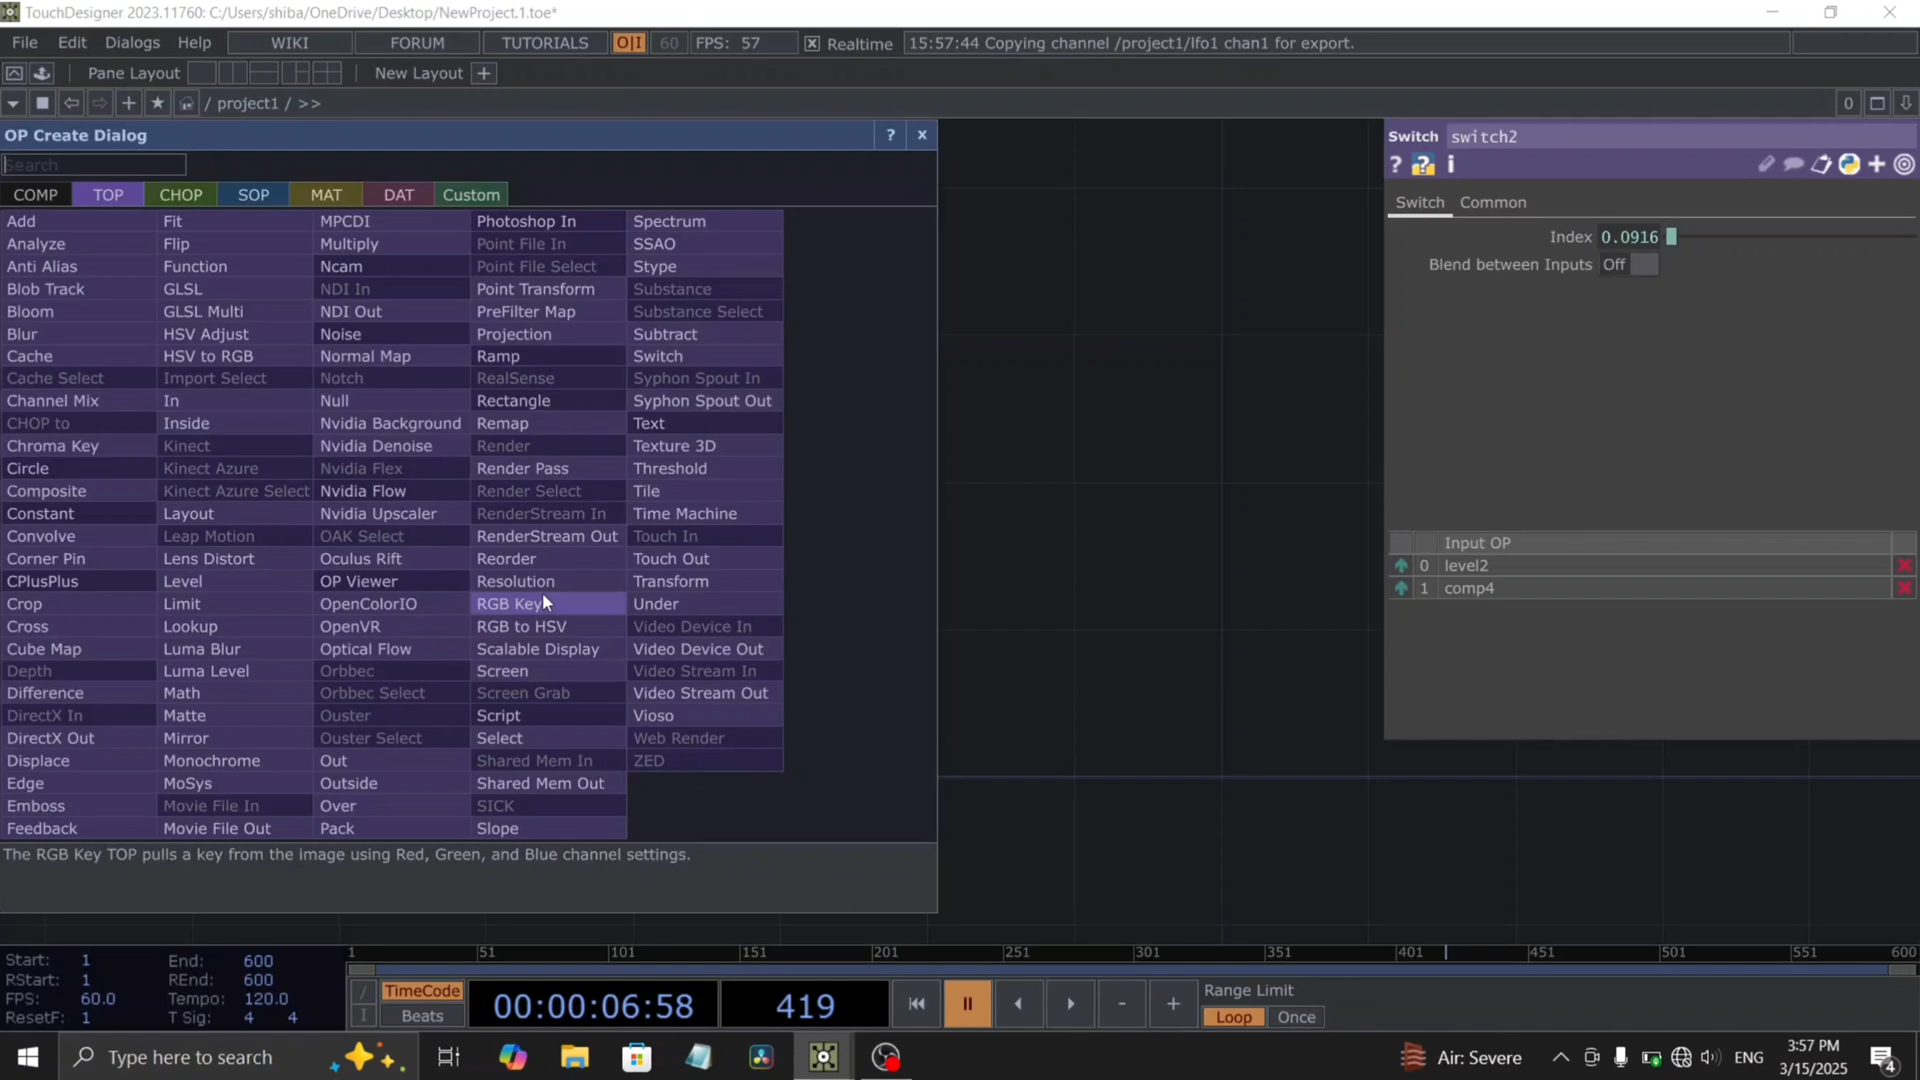 TouchDesigner 2023.11760: C:/Users/shiba/OneDrive/Desktop/NewProject.1.toe*
File Edit Dialogs Help WIKI FORUM TUTORIALS O|I 60 FPS: 57 Realtime 15:57:44 Copying channel /project1/lfo1 chan1 for export.
Pane Layout New Layout +
/ project1 / >> 0
OP Create Dialog ? x
Search
COMP TOP CHOP SOP MAT DAT Custom
Add Fit MPCDI Photoshop In Spectrum
Analyze Flip Multiply Point File In SSAO
Anti Alias Function Ncam Point File Select Stype
Blob Track GLSL NDI In Point Transform Substance
Bloom GLSL Multi NDI Out PreFilter Map Substance Select
Blur HSV Adjust Noise Projection Subtract
Cache HSV to RGB Normal Map Ramp Switch
Cache Select Import Select Notch RealSense Syphon Spout In
Channel Mix In Null Rectangle Syphon Spout Out
CHOP to Inside Nvidia Background Remap Text
Chroma Key Kinect Nvidia Denoise Render Texture 3D
Circle Kinect Azure Nvidia Flex Render Pass Threshold
Composite Kinect Azure Select Nvidia Flow Render Select Tile
Constant Layout Nvidia Upscaler RenderStream In Time Machine
Convolve Leap Motion OAK Select RenderStream Out Touch In
Corner Pin Lens Distort Oculus Rift Reorder Touch Out
CPlusPlus Level OP Viewer Resolution Transform
Crop Limit OpenColorIO RGB Key Under
Cross Lookup OpenVR RGB to HSV Video Device In
Cube Map Luma Blur Optical Flow Scalable Display Video Device Out
Depth Luma Level Orbbec Screen Video Stream In
Difference Math Orbbec Select Screen Grab Video Stream Out
DirectX In Matte Ouster Script Vioso
DirectX Out Mirror Ouster Select Select Web Render
Displace Monochrome Out Shared Mem In ZED
Edge MoSys Outside Shared Mem Out
Emboss Movie File In Over SICK
Feedback Movie File Out Pack Slope
The RGB Key TOP pulls a key from the image using Red, Green, and Blue channel settings.
Switch switch2
? ? i
Switch Common
Index 0.0916
Blend between Inputs Off
Input OP
0 level2
1 comp4
1 51 101 151 201 251 301 351 401 451 501 551 600
Start: 1 End: 600
RStart: 1 REnd: 600
FPS: 60.0 Tempo: 120.0
ResetF: 1 T Sig: 4 4
/ I
TimeCode
Beats
00:00:06:58 419
- +
Range Limit
Loop Once
Type here to search
Air: Severe ENG
3:57 PM
3/15/2025
4